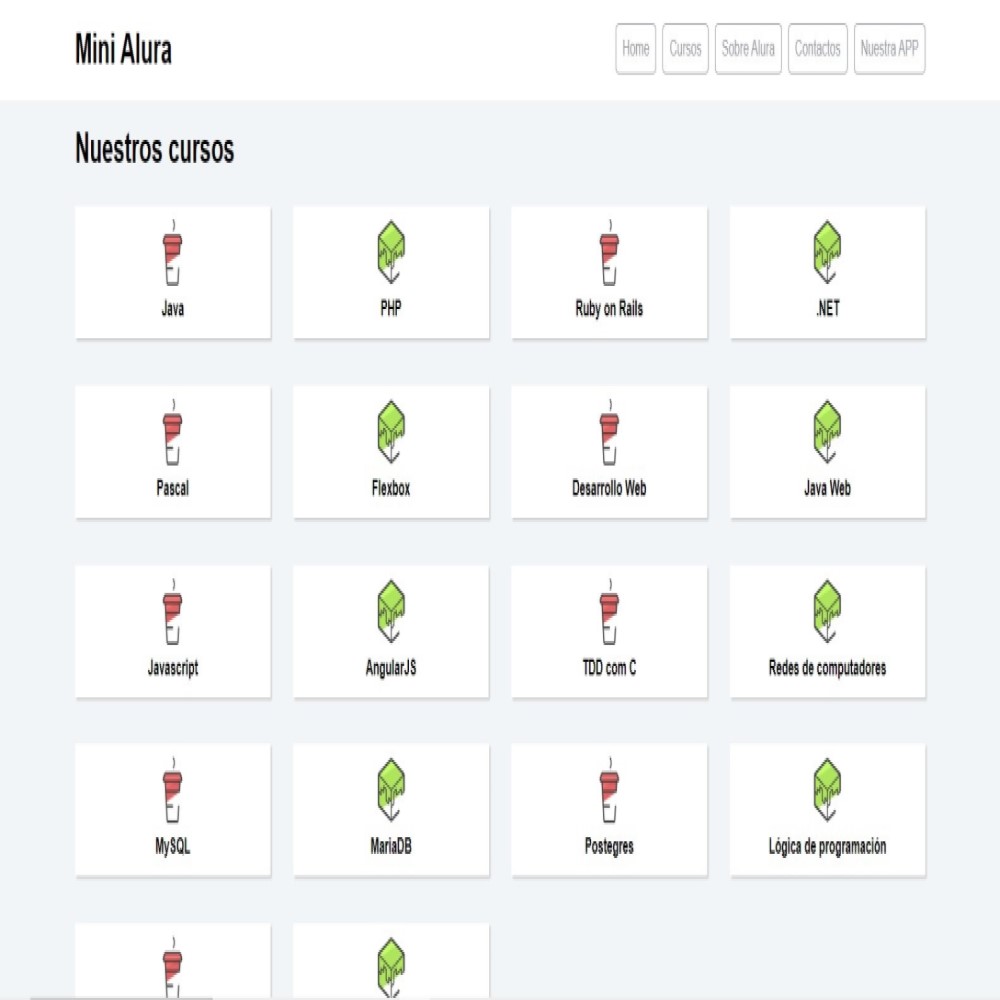 Mini Alura
Home Cursos Sobre Alura Contactos Nuestra APP
Nuestros cursos
Java PHP Ruby on Rails .NET
Pascal Flexbox Desarrollo Web Java Web
Javascript AngularJS TDD com C Redes de computadores
MySQL MariaDB Postegres Lógica de programación